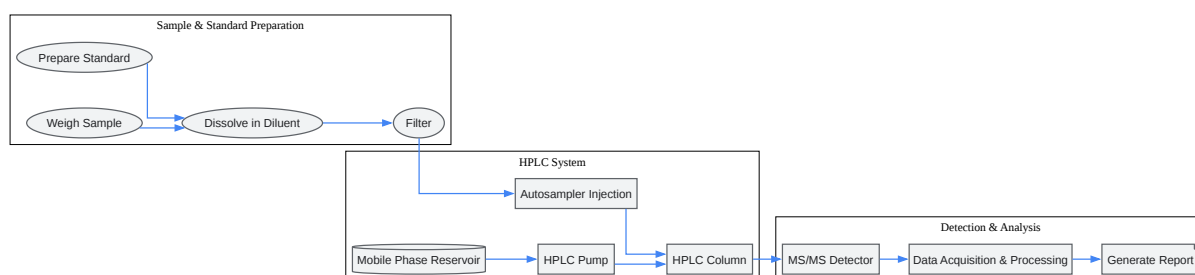 Sample & Standard Preparation
Prepare Standard
Weigh Sample
Dissolve in Diluent
Filter
HPLC System
Autosampler Injection
Mobile Phase Reservoir
HPLC Pump
HPLC Column
Detection & Analysis
MS/MS Detector
Data Acquisition & Processing
Generate Report